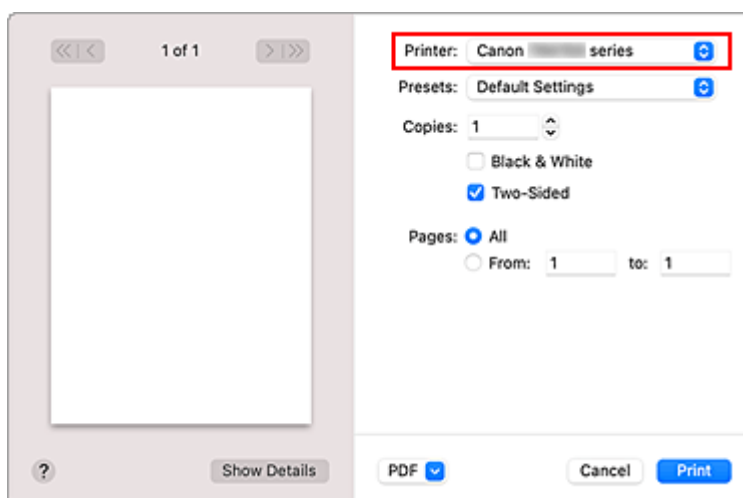 1 of 1
Printer: Canon series
Presets: Default Settings
Copies: 1
Black & White
Two-Sided
Pages: All
From: 1 to: 1
? Show Details PDF Cancel Print